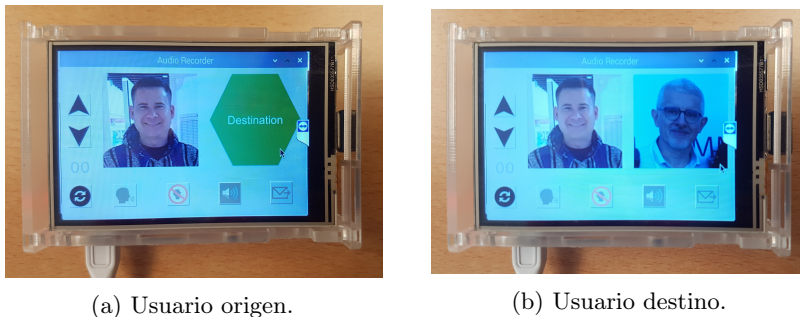 Audio Recorder
Destination
00
(a) Usuario origen.
Audio Recorder
00
(b) Usuario destino.